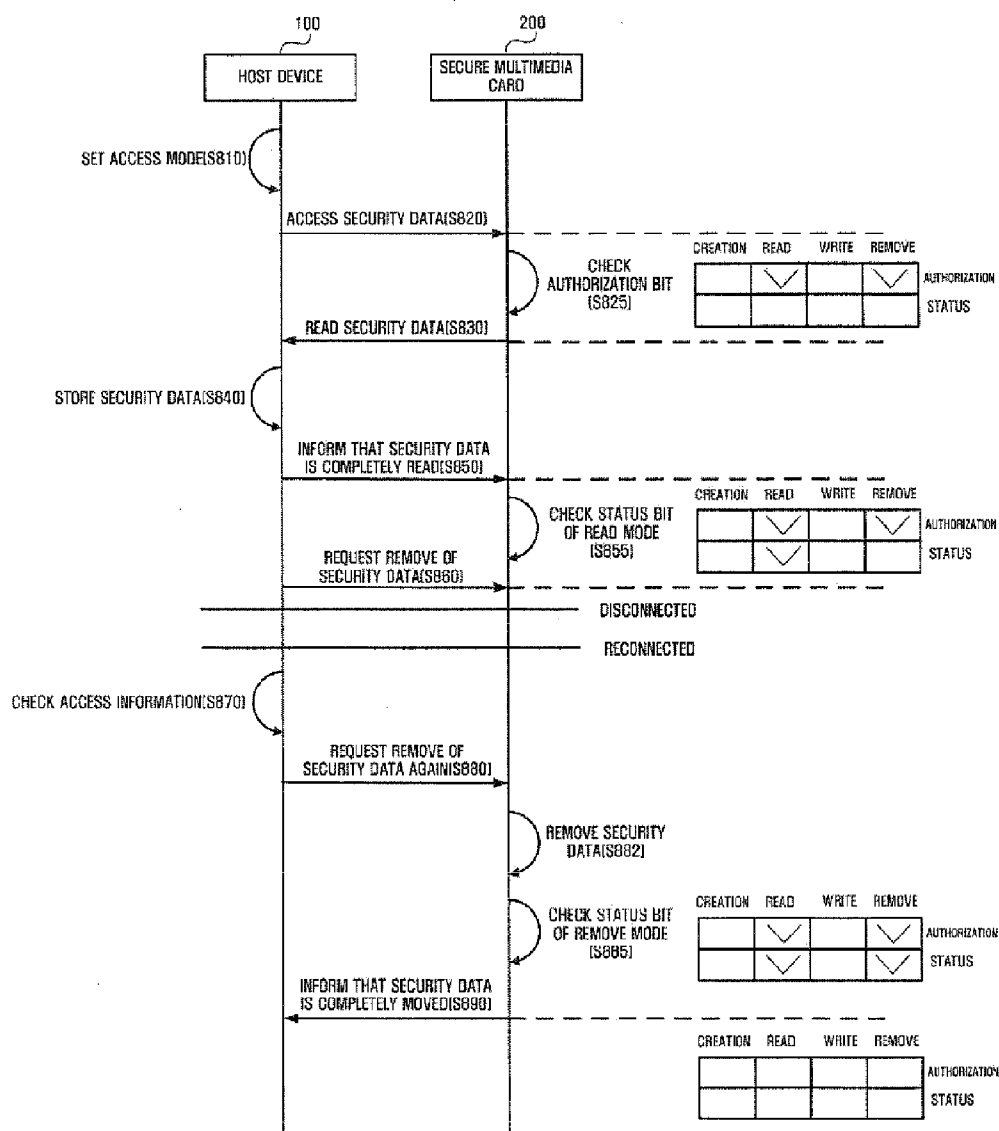 100
200
HOST DEVICE
SECURE MULTIMEDIA
CARD
SET ACCESS MODE(S810)
ACCESS SECURITY DATA(S820)
CREATION READ WRITE REMOVE
CHECK
AUTHORIZATION BIT
(S825)
AUTHORIZATION
STATUS
READ SECURITY DATA(S830)
STORE SECURITY DATA(S840)
INFORM THAT SECURITY DATA
IS COMPLETELY READ(S850)
CREATION READ WRITE REMOVE
CHECK STATUS BIT
OF READ MODE
(S855)
AUTHORIZATION
STATUS
REQUEST REMOVE OF
SECURITY DATA(S860)
DISCONNECTED
RECONNECTED
CHECK ACCESS INFORMATION(S870)
REQUEST REMOVE OF
SECURITY DATA AGAIN(S880)
REMOVE SECURITY
DATA(S882)
CREATION READ WRITE REMOVE
CHECK STATUS BIT
OF REMOVE MODE
(S885)
AUTHORIZATION
STATUS
INFORM THAT SECURITY DATA
IS COMPLETELY MOVED(S890)
CREATION READ WRITE REMOVE
AUTHORIZATION
STATUS